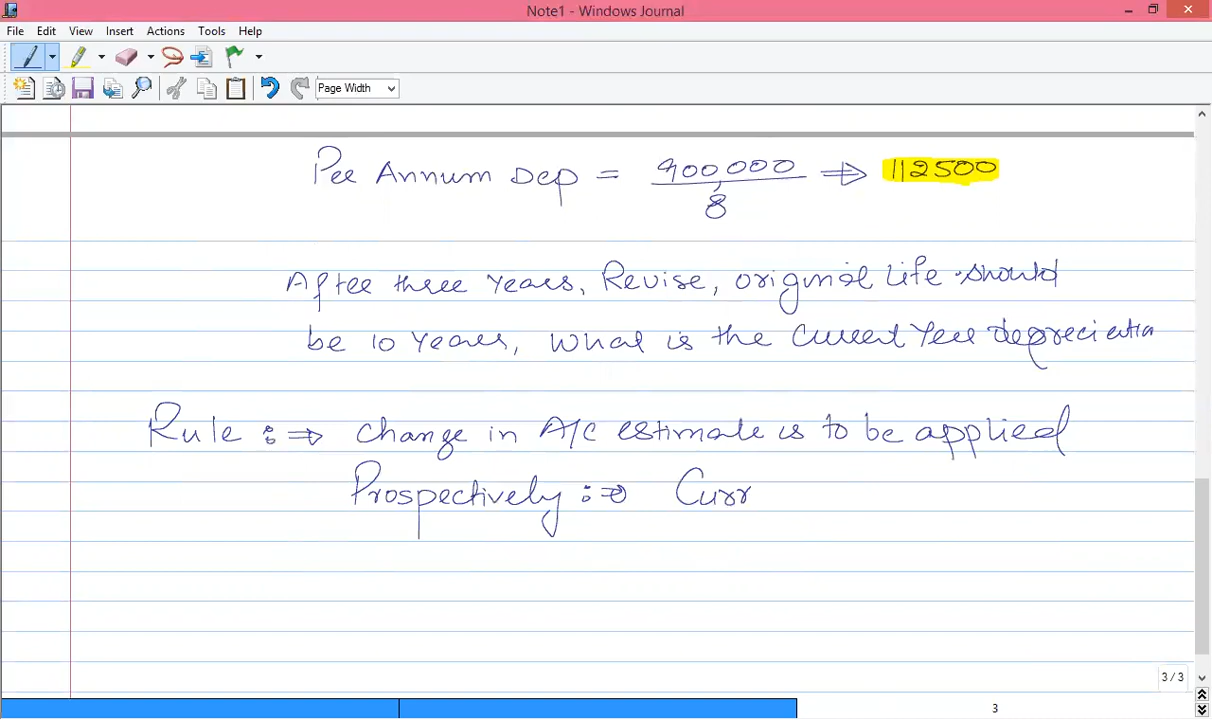 Note1 - Windows Journal
File Edit View Insert Actions Tools Help
Page Width
Per Annum Dep = 900000 / 8 ⇒ 112500
After three years, Revise, original life should
be 10 Years, What is the Current Year depreciation
Rule :⇒ Change in A/C estimate is to be applied
Prospectively :⇒ Curr
3 / 3
3